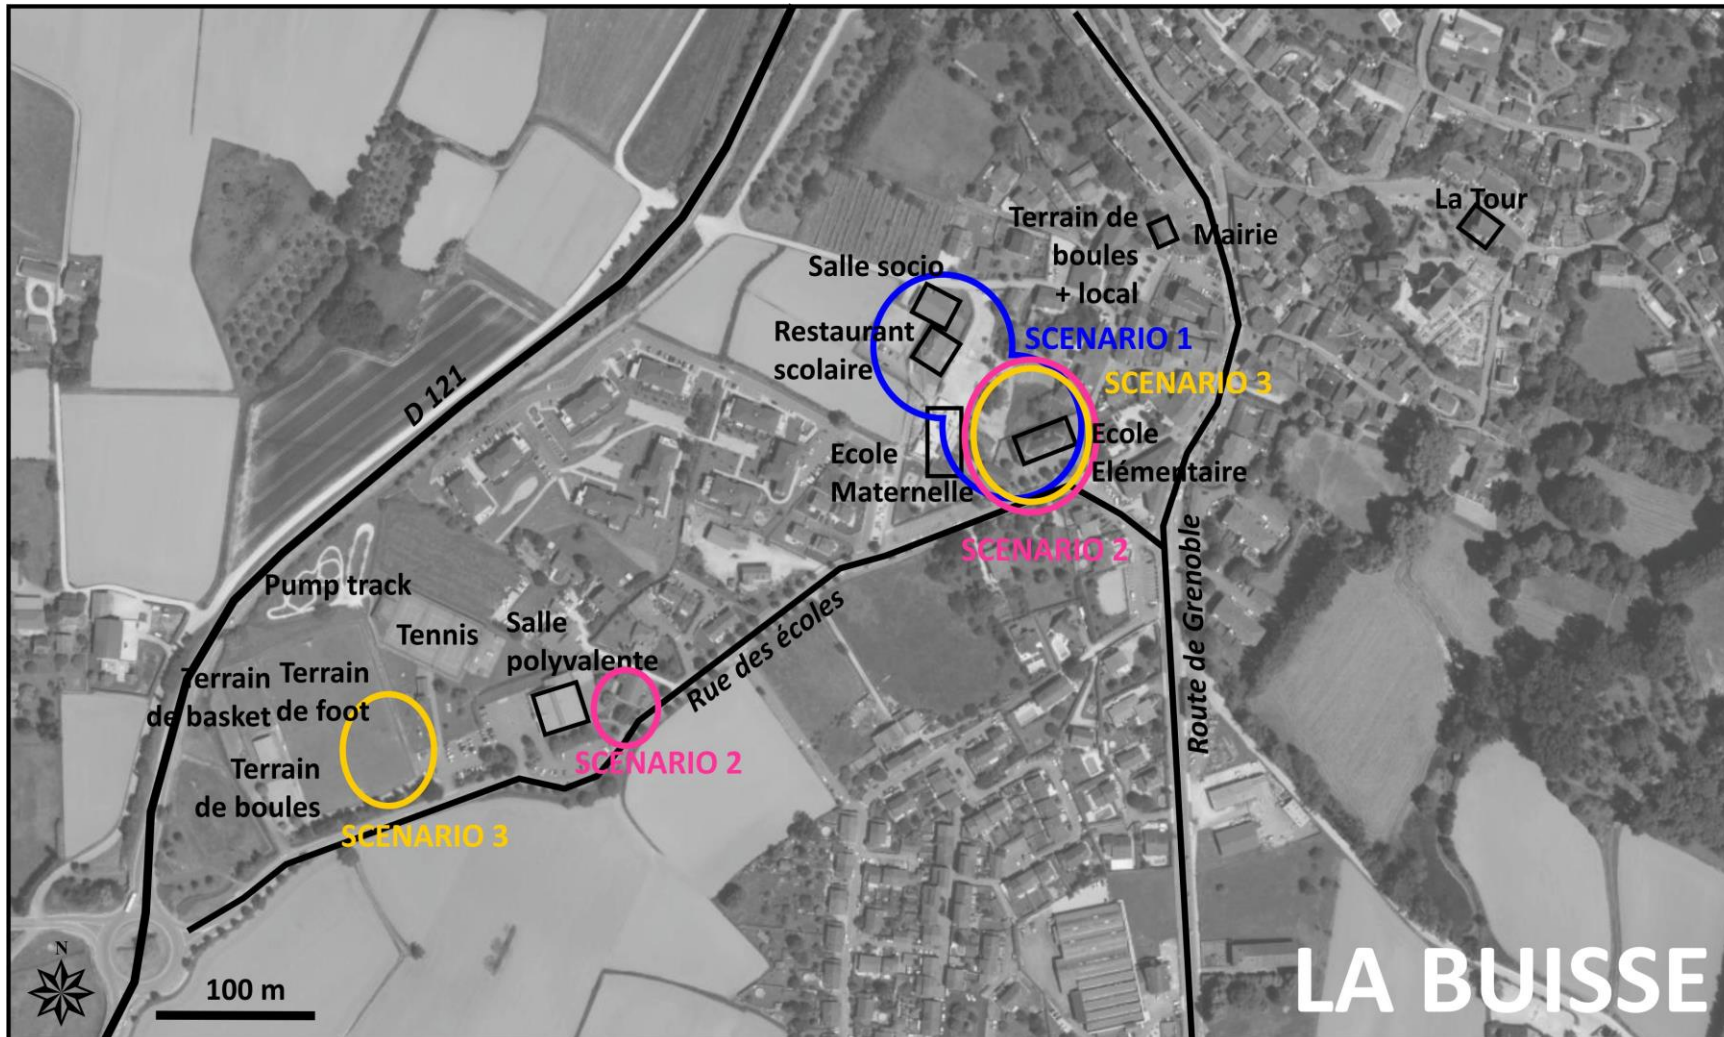 La Tour
Terrain de
boules
+ local
Mairie
Salle socio
Restaurant
scolaire
SCENARIO 1
SCENARIO 3
D 121
Ecole
Maternelle
Ecole
Elémentaire
SCENARIO 2
Pump track
Tennis
Salle
polyvalente
Rue des écoles
Route de Grenoble
Terrain
de basket
Terrain
de foot
Terrain
de boules
SCENARIO 2
SCENARIO 3
N
100 m
LA BUISSE